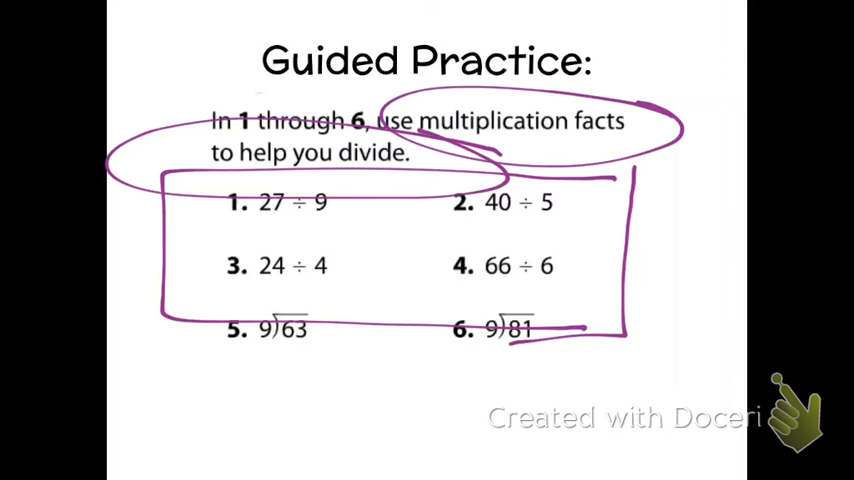 Guided Practice:
In 1 through 6, use multiplication facts
to help you divide.
1. 27 ÷ 9 2. 40 ÷ 5
3. 24 ÷ 4 4. 66 ÷ 6
5. 9)63 6. 9)81
Created with Doceri